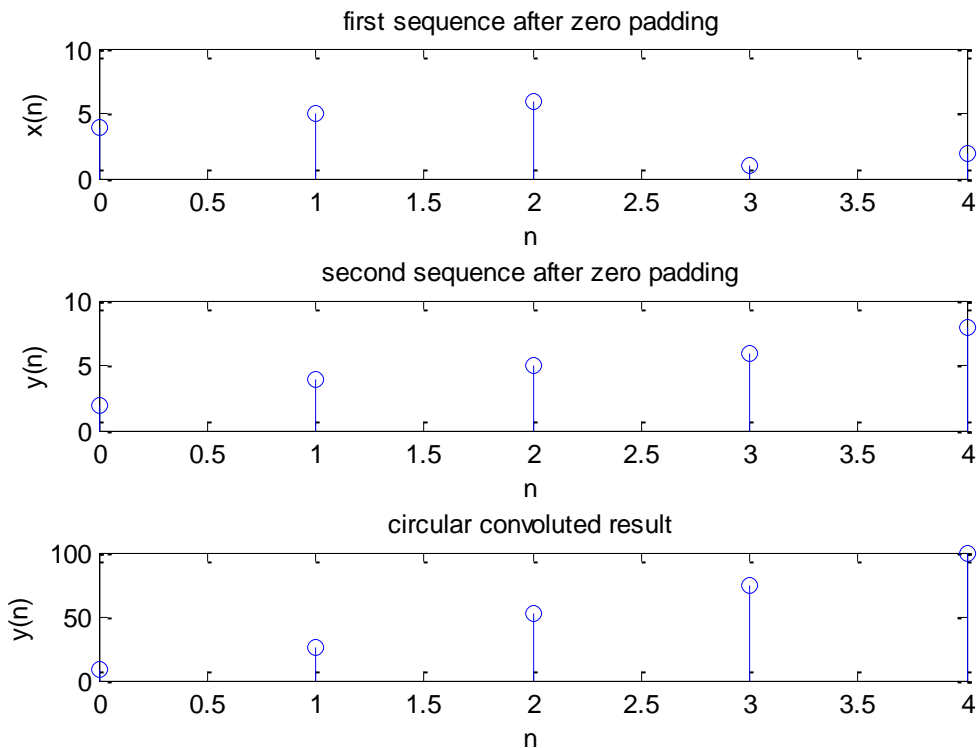 first sequence after zero padding
10
5
0
x(n)
0 0.5 1 1.5 2 2.5 3 3.5 4
n
second sequence after zero padding
10
5
0
y(n)
0 0.5 1 1.5 2 2.5 3 3.5 4
n
circular convoluted result
100
50
0
y(n)
0 0.5 1 1.5 2 2.5 3 3.5 4
n